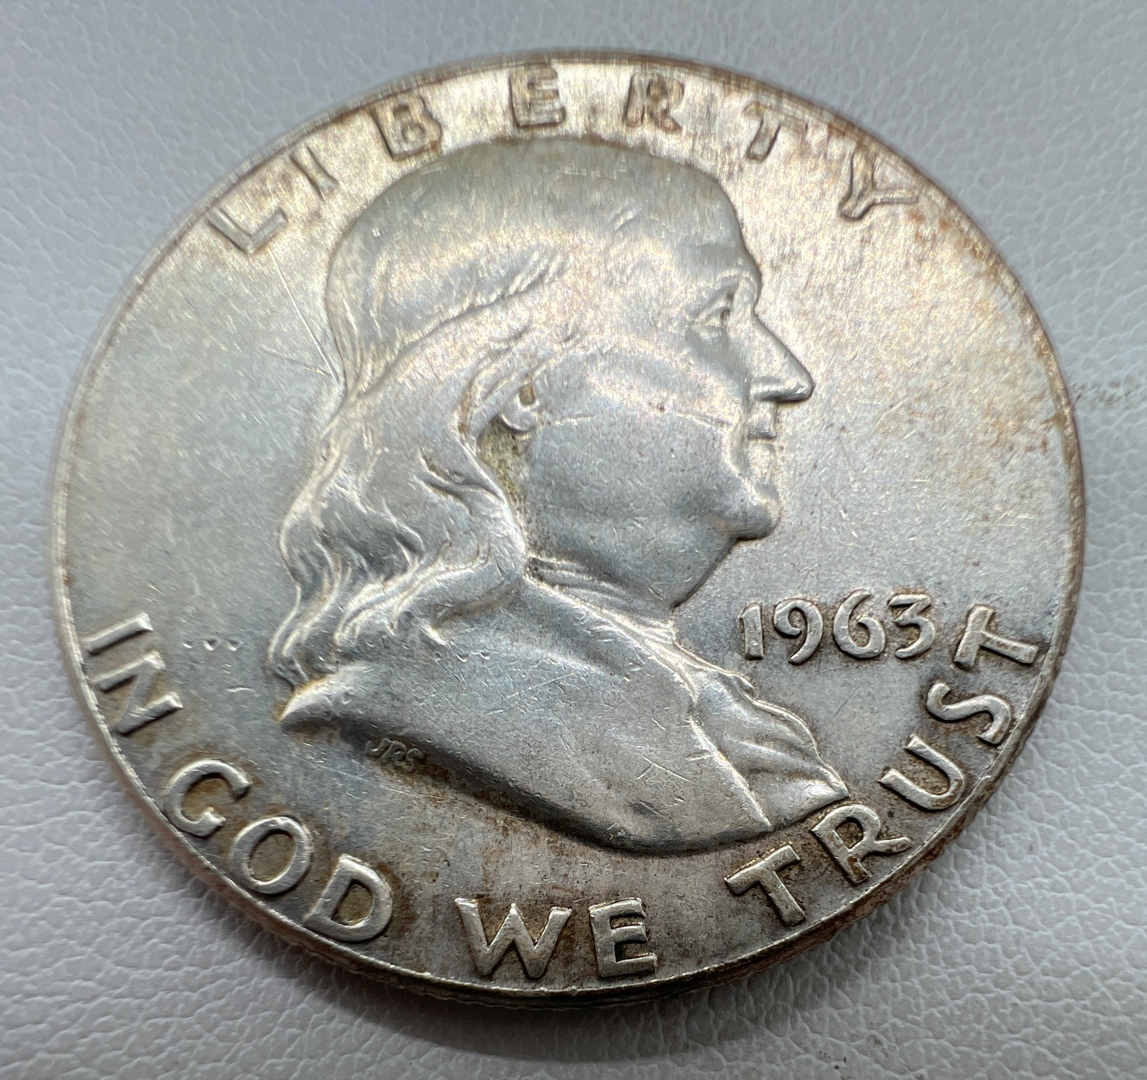 LIBERTY
1963
JRS
IN GOD WE TRUST